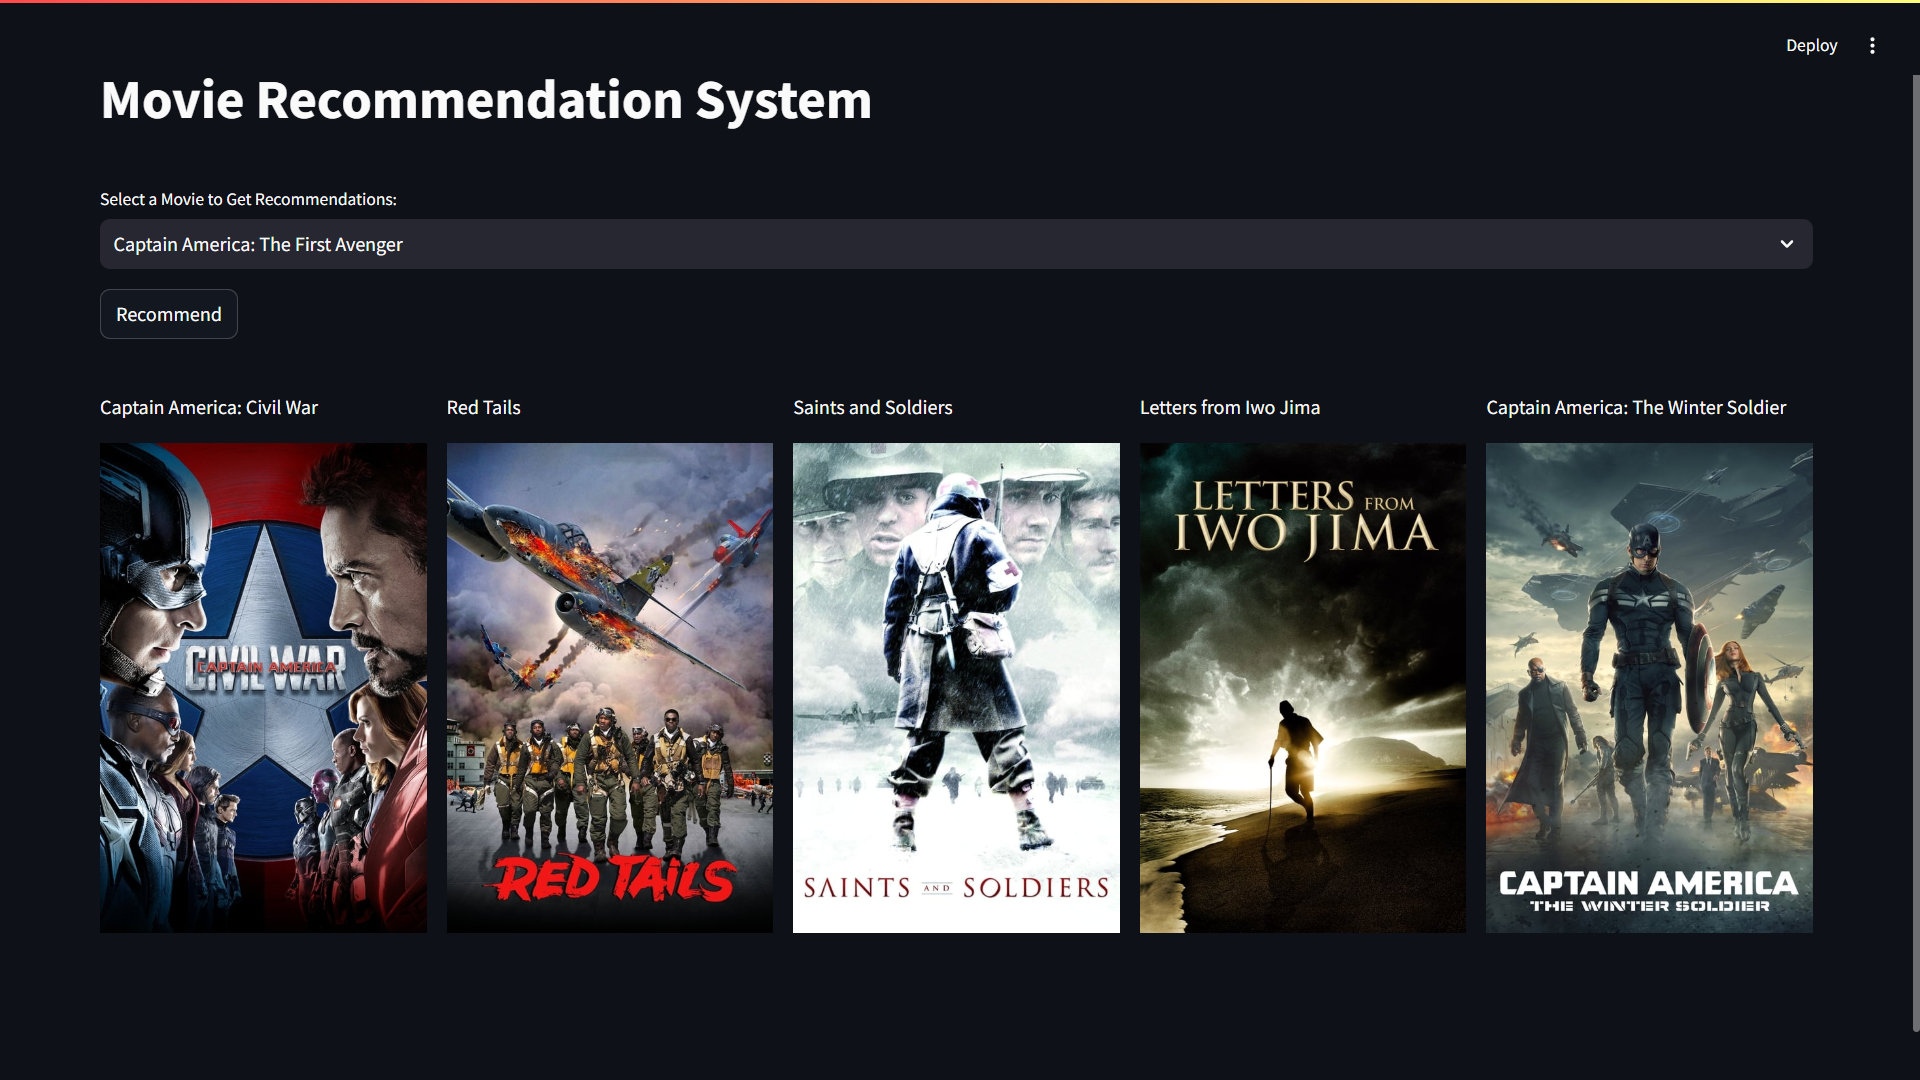 Deploy
Movie Recommendation System
Select a Movie to Get Recommendations:
Captain America: The First Avenger
Recommend
Captain America: Civil War
Red Tails
Saints and Soldiers
Letters from Iwo Jima
Captain America: The Winter Soldier
CIVIL WAR
CAPTAIN AMERICA
RED TAILS
SAINTS AND SOLDIERS
LETTERS FROM
IWO JIMA
CAPTAIN AMERICA
THE WINTER SOLDIER